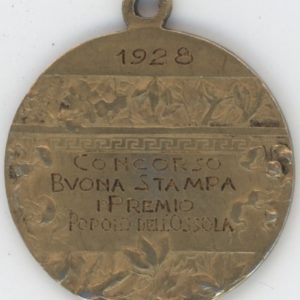 1928
CONCORSO
BVONA STAMPA
I PREMIO
POPOLO DELL'OSSOLA